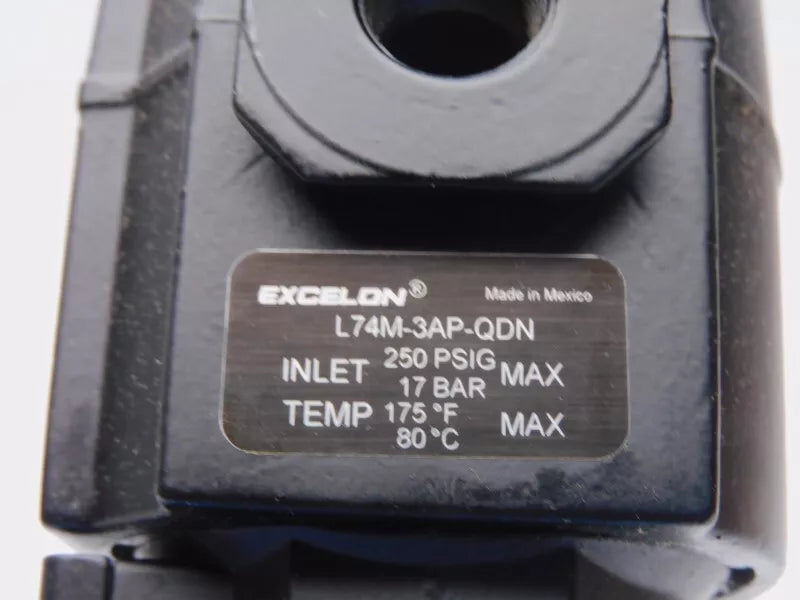 EXCELON® Made in Mexico
L74M-3AP-QDN
INLET 250 PSIG 17 BAR MAX
TEMP 175 °F 80 °C MAX